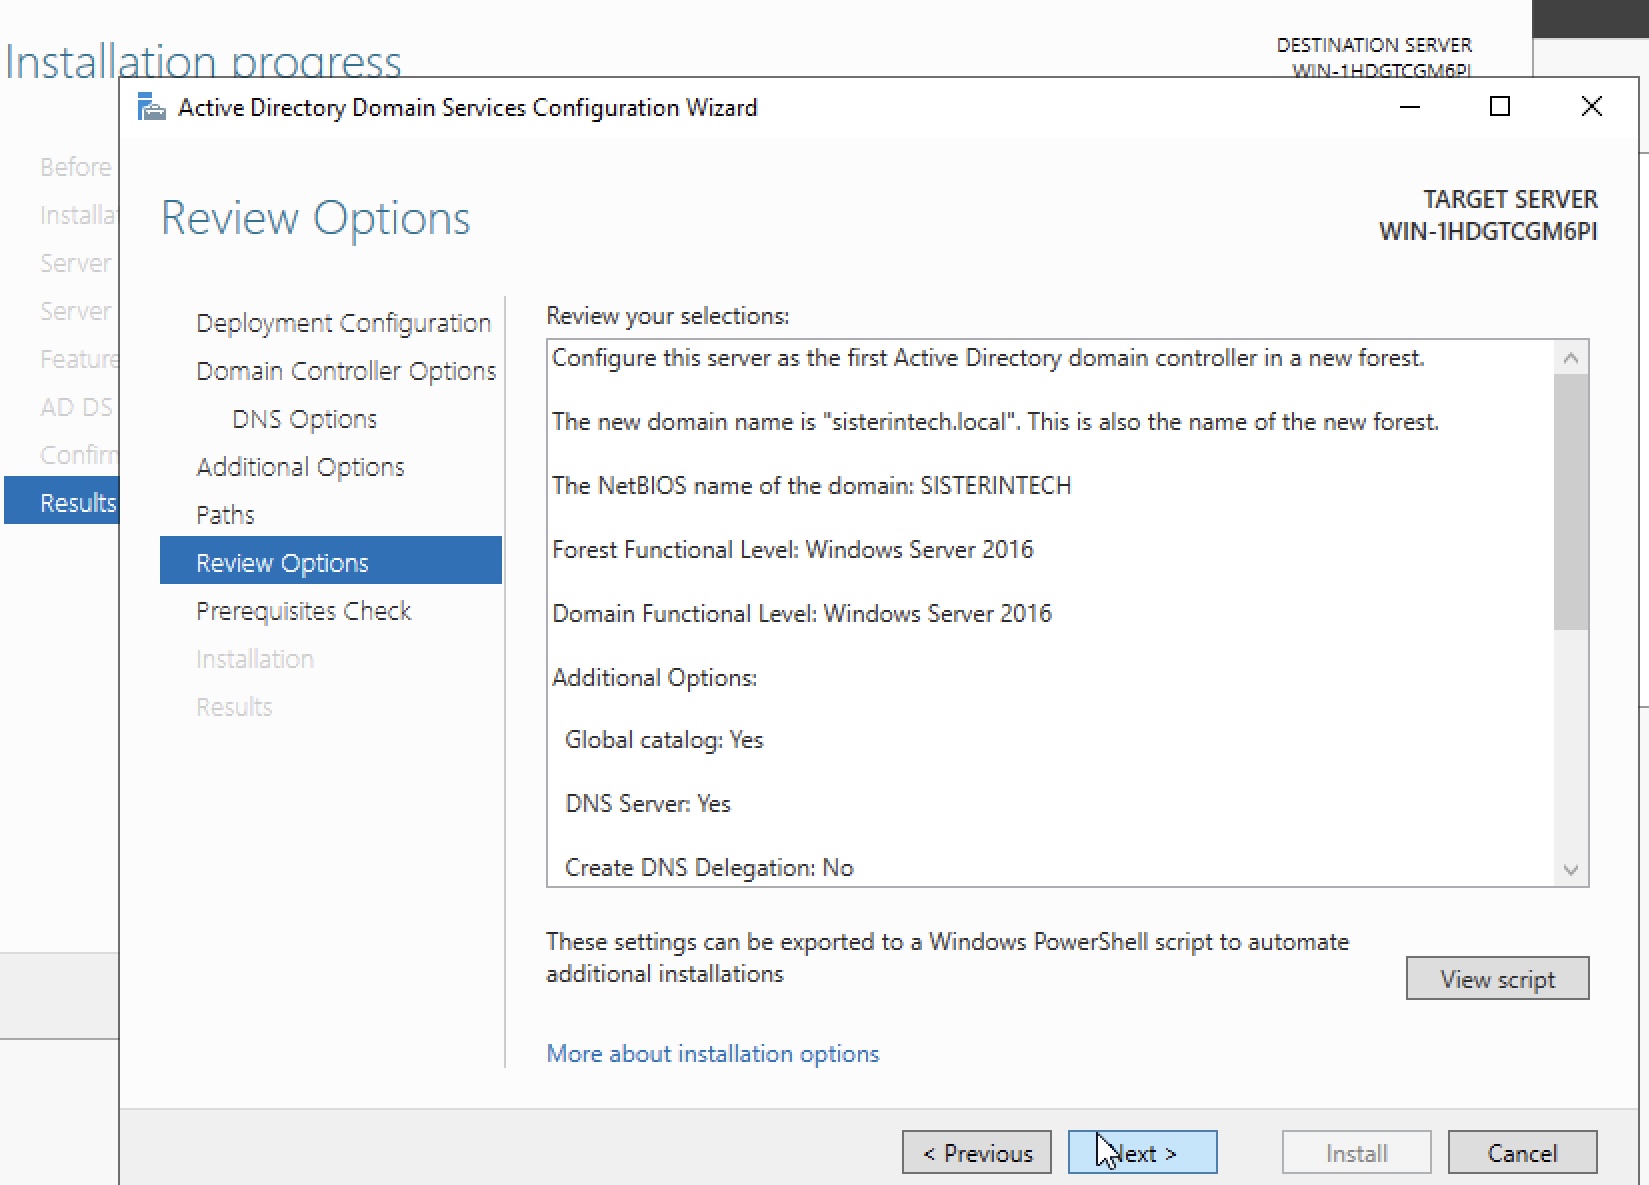 Installation progress
DESTINATION SERVER
WIN-1HDGTCGM6PI
Before
Installa
Server
Server
Feature
AD DS
Confirm
Results
Active Directory Domain Services Configuration Wizard
Review Options
TARGET SERVER
WIN-1HDGTCGM6PI
Deployment Configuration
Domain Controller Options
DNS Options
Additional Options
Paths
Review Options
Prerequisites Check
Installation
Results
Review your selections:
Configure this server as the first Active Directory domain controller in a new forest.
The new domain name is "sisterintech.local". This is also the name of the new forest.
The NetBIOS name of the domain: SISTERINTECH
Forest Functional Level: Windows Server 2016
Domain Functional Level: Windows Server 2016
Additional Options:
Global catalog: Yes
DNS Server: Yes
Create DNS Delegation: No
These settings can be exported to a Windows PowerShell script to automate
additional installations
View script
More about installation options
< Previous
Next >
Install
Cancel